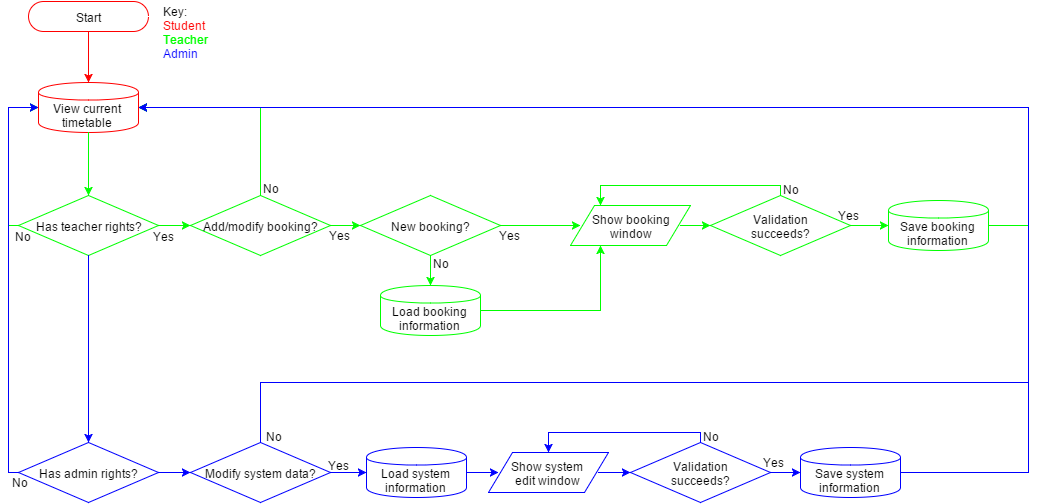 Start
Key:
Student
Teacher
Admin
View current
timetable
No
Has teacher rights?
No
Yes
Add/modify booking?
Yes
New booking?
Yes
No
Show booking
window
No
Validation
succeeds?
Yes
Save booking
information
Load booking
information
Has admin rights?
No
No
Modify system data?
Yes
Load system
information
Show system
edit window
No
Validation
succeeds?
Yes
Save system
information